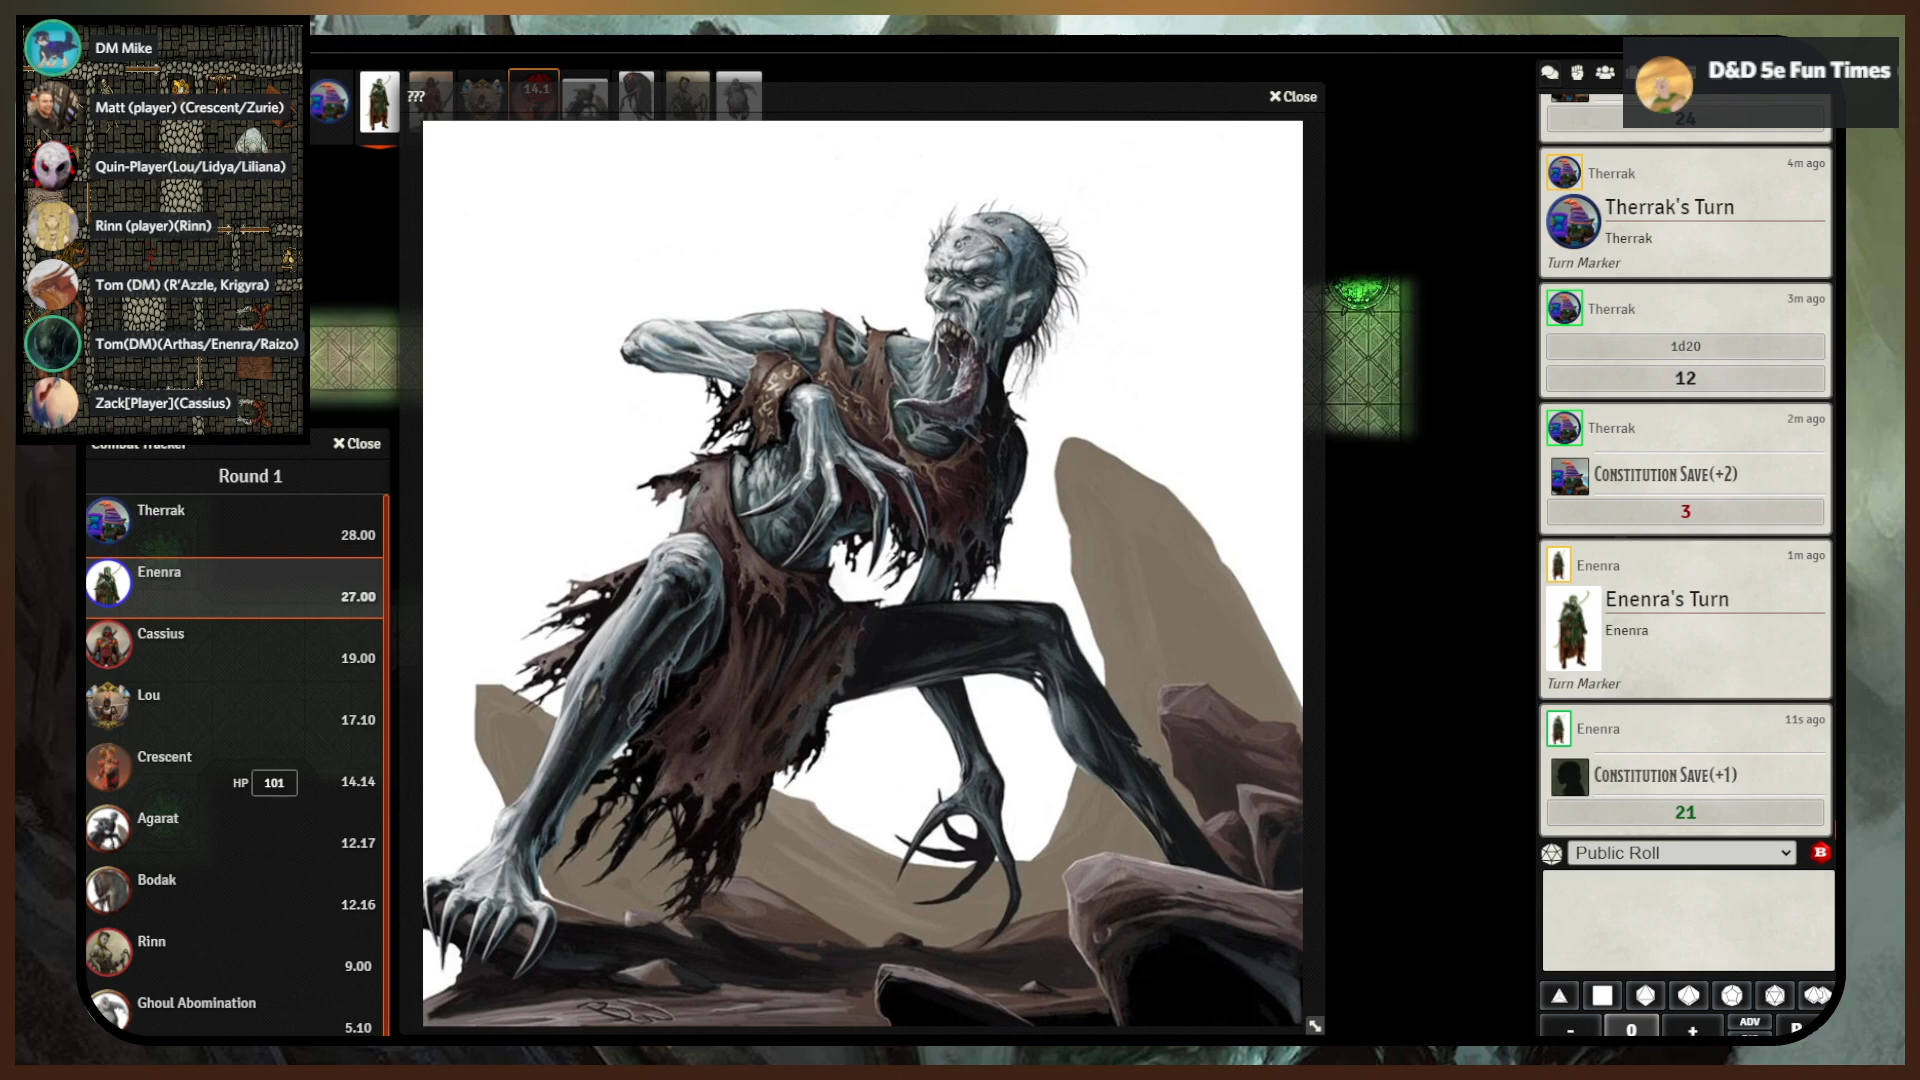 DM Mike
Matt (player) (Crescent/Zurie)
Quin-Player(Lou/Lidya/Liliana)
Rinn (player)(Rinn)
Tom (DM) (R'Azzle, Krigyra)
Tom(DM)(Arthas/Enenra/Raizo)
Zack[Player](Cassius)
Combat Tracker
Close
Round 1
Therrak
28.00
Enenra
27.00
Cassius
19.00
Lou
17.10
Crescent
HP 101 14.14
Agarat
12.17
Bodak
12.16
Rinn
9.00
Ghoul Abomination
5.10
14.1
???
Close
D&D 5e Fun Times
24
Therrak
4m ago
Therrak's Turn
Therrak
Turn Marker
Therrak
3m ago
1d20
12
Therrak
2m ago
Constitution Save(+2)
3
Enenra
1m ago
Enenra's Turn
Enenra
Turn Marker
Enenra
11s ago
Constitution Save(+1)
21
Public Roll
B
- 0 + ADV